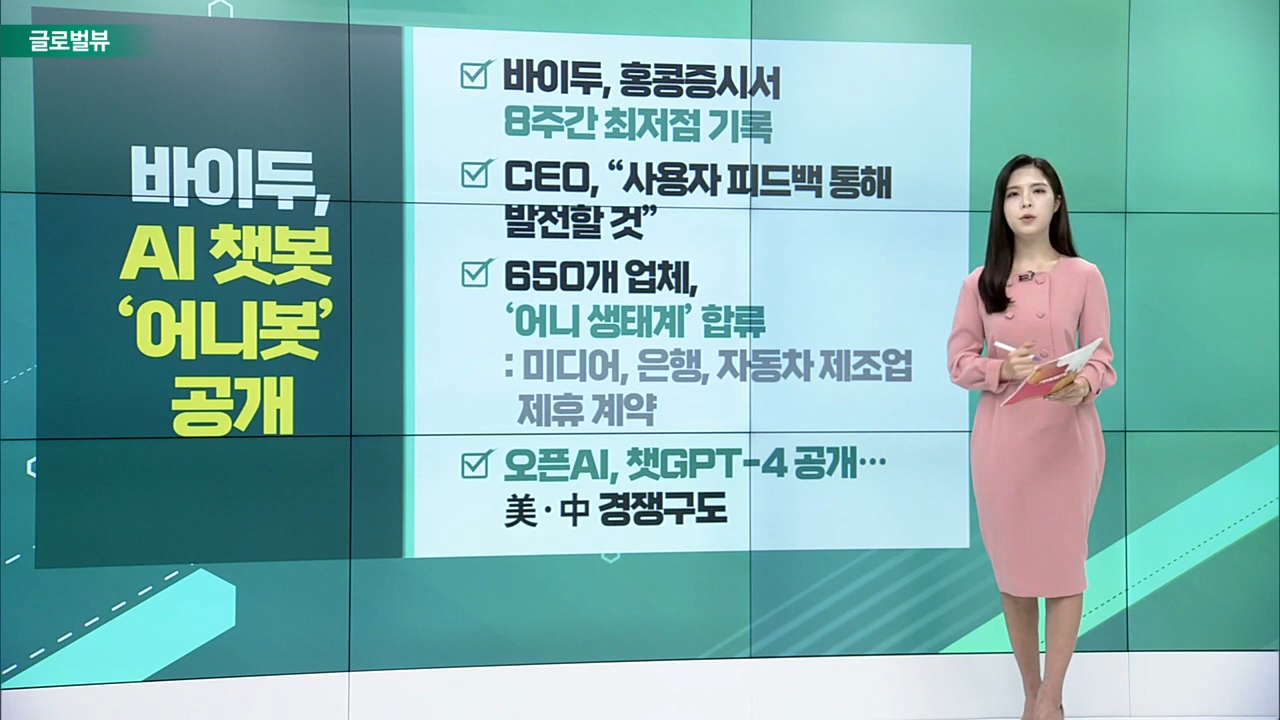 글로벌뷰
바이두,
AI 챗봇
‘어니봇’
공개
바이두, 홍콩증시서
8주간 최저점 기록
CEO, “사용자 피드백 통해
발전할 것”
650개 업체,
‘어니 생태계’ 합류
: 미디어, 은행, 자동차 제조업
제휴 계약
오픈AI, 챗GPT-4 공개…
美·中 경쟁구도